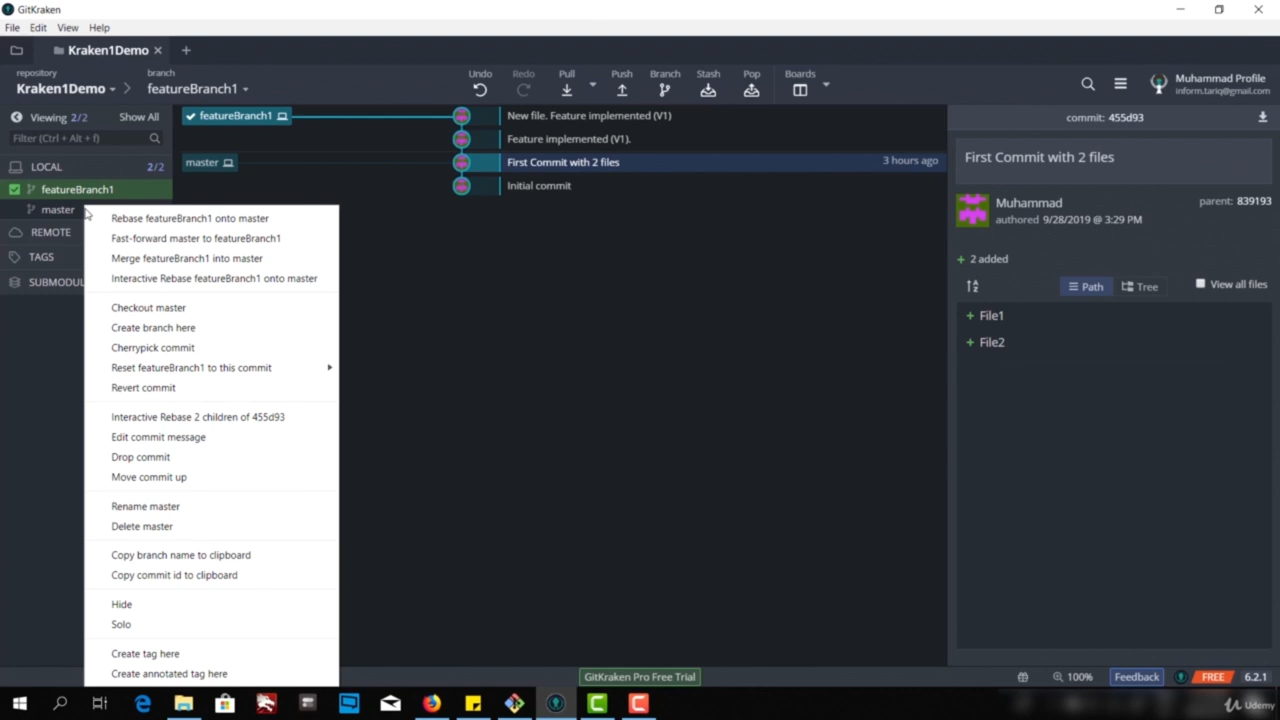 GitKraken
File Edit View Help
Kraken1Demo
repository
Kraken1Demo
branch
featureBranch1
Undo
Redo
Pull
Push
Branch
Stash
Pop
Boards
Muhammad Profile
inform.tariq@gmail.com
Viewing 2/2 Show All
Filter (Ctrl + Alt + f)
LOCAL 2/2
featureBranch1
master
REMOTE
TAGS
SUBMODUL
featureBranch1
New file. Feature implemented (V1)
Feature implemented (V1).
master
First Commit with 2 files
3 hours ago
Initial commit
Rebase featureBranch1 onto master
Fast-forward master to featureBranch1
Merge featureBranch1 into master
Interactive Rebase featureBranch1 onto master
Checkout master
Create branch here
Cherrypick commit
Reset featureBranch1 to this commit
Revert commit
Interactive Rebase 2 children of 455d93
Edit commit message
Drop commit
Move commit up
Rename master
Delete master
Copy branch name to clipboard
Copy commit id to clipboard
Hide
Solo
Create tag here
Create annotated tag here
commit: 455d93
First Commit with 2 files
Muhammad
authored 9/28/2019 @ 3:29 PM
parent: 839193
+ 2 added
Path
Tree
View all files
+ File1
+ File2
GitKraken Pro Free Trial
100%
Feedback
FREE
6.2.1
Udemy